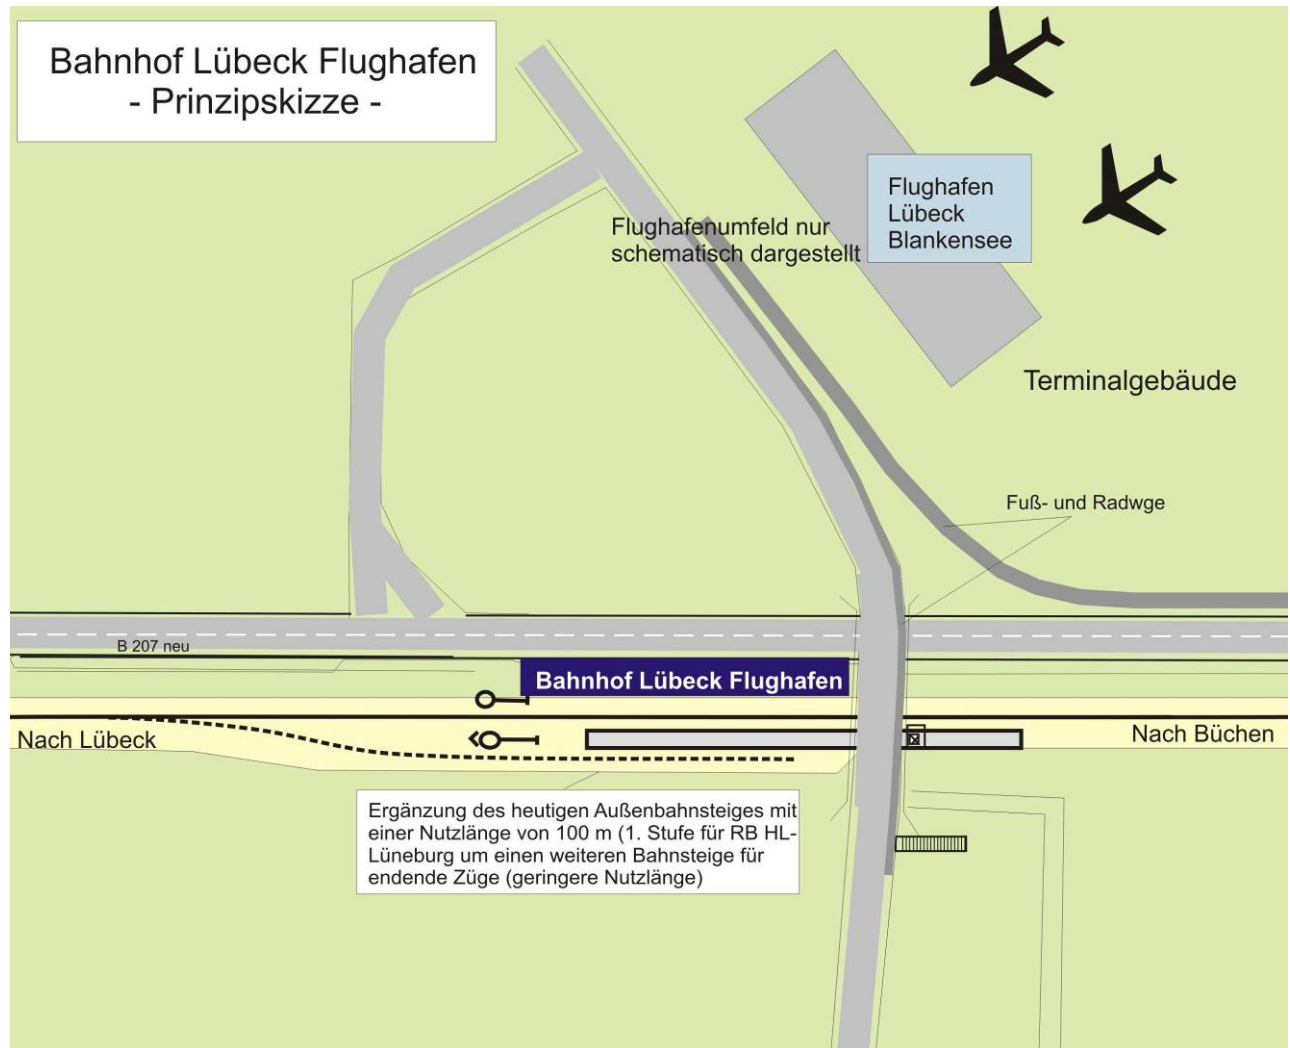 Bahnhof Lübeck Flughafen
- Prinzipskizze -
Flughafen
Lübeck
Blankensee
Flughafenumfeld nur
schematisch dargestellt
Terminalgebäude
Fuß- und Radwge
B 207 neu
Bahnhof Lübeck Flughafen
Nach Lübeck
Nach Büchen
Ergänzung des heutigen Außenbahnsteiges mit
einer Nutzlänge von 100 m (1. Stufe für RB HL-
Lüneburg um einen weiteren Bahnsteige für
endende Züge (geringere Nutzlänge)